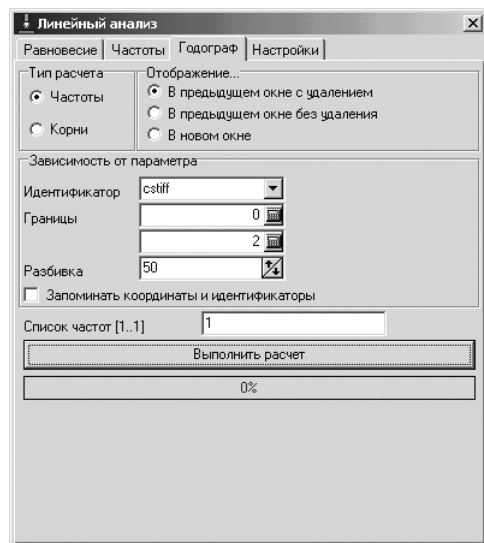 Линейный анализ
Равновесие Частоты Годограф Настройки
Тип расчета
Частоты
Корни
Отображение...
В предыдущем окне с удалением
В предыдущем окне без удаления
В новом окне
Зависимость от параметра
Идентификатор cstiff
Границы 0
2
Разбивка 50
Запоминать координаты и идентификаторы
Список частот [1..1] 1
Выполнить расчет
0%